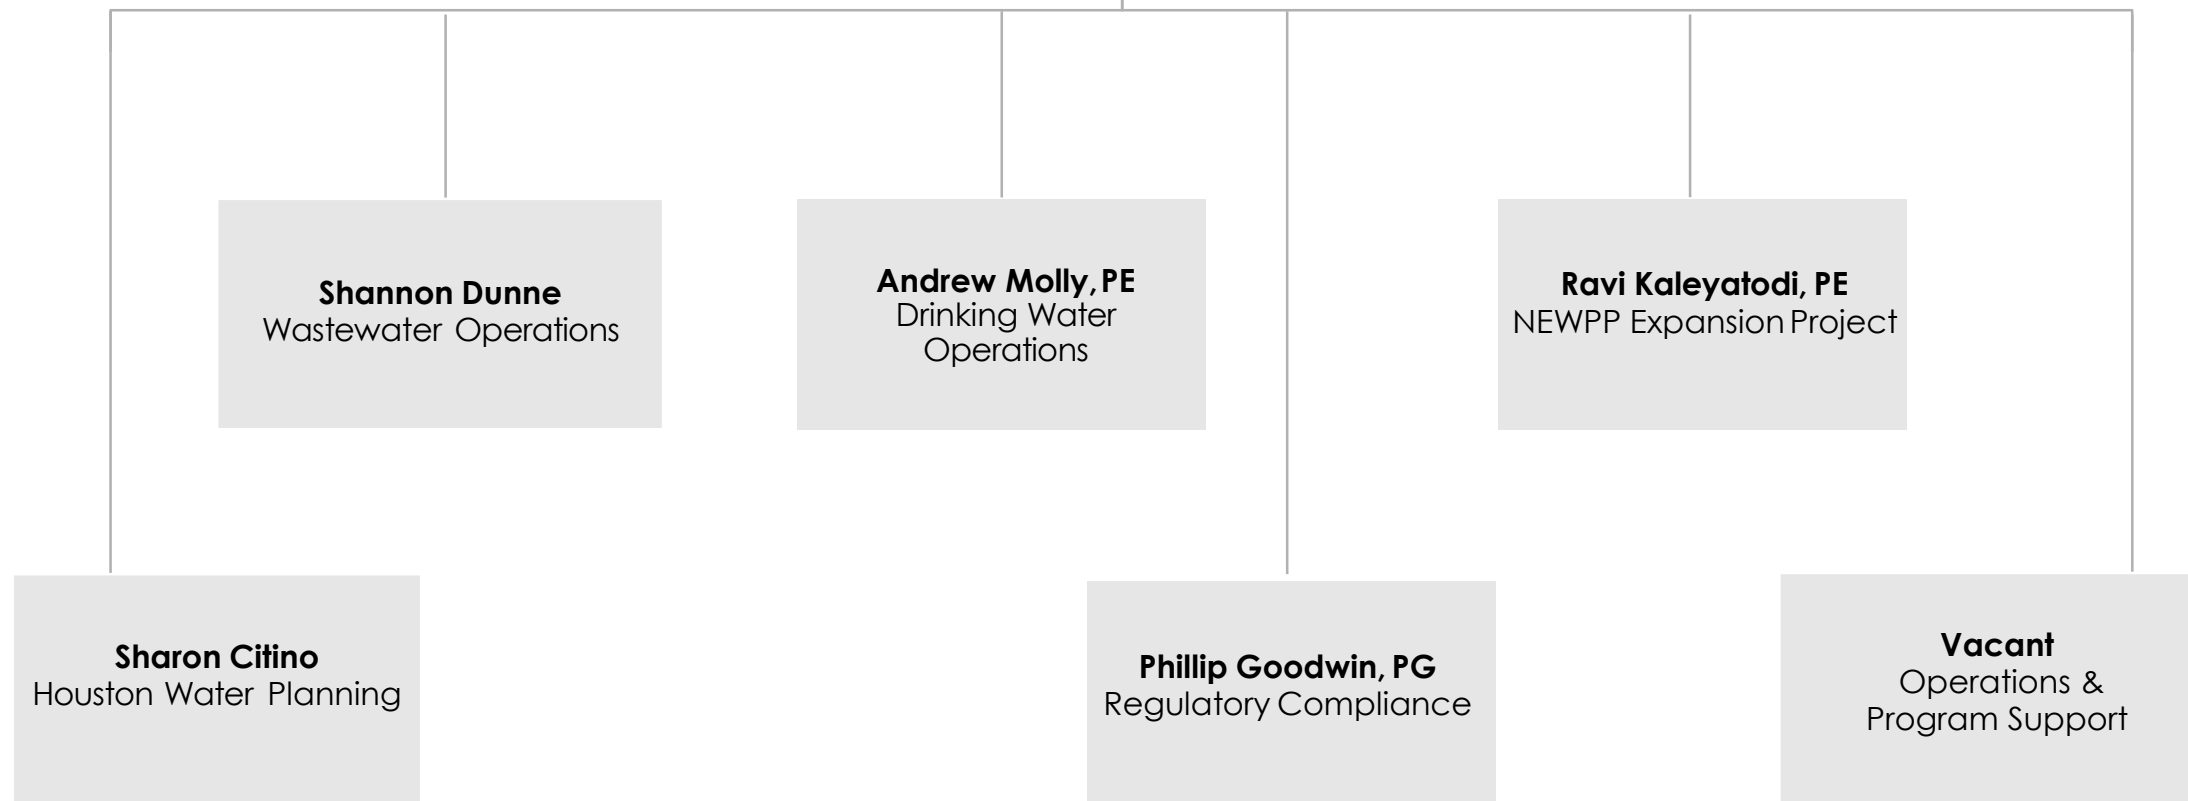 Shannon Dunne
Wastewater Operations
Andrew Molly, PE
Drinking Water
Operations
Ravi Kaleyatodi, PE
NEWPP Expansion Project
Sharon Citino
Houston Water Planning
Phillip Goodwin, PG
Regulatory Compliance
Vacant
Operations &
Program Support